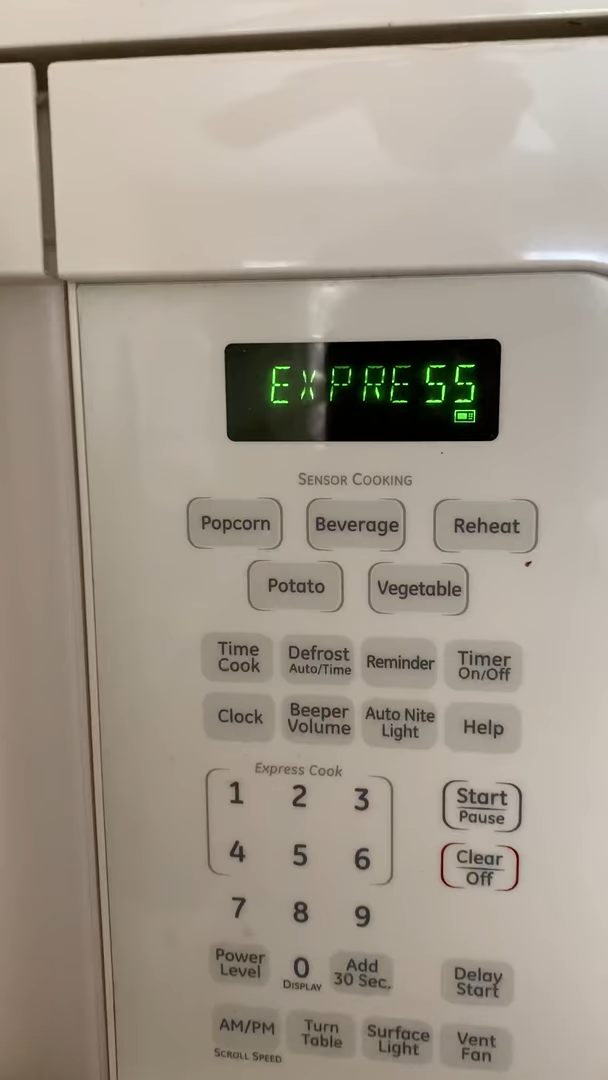 EXPRESS
SENSOR COOKING
Popcorn Beverage Reheat
Potato Vegetable
Time Cook Defrost Auto/Time Reminder Timer On/Off
Clock Beeper Volume Auto Nite Light Help
Express Cook
1 2 3 Start Pause
4 5 6 Clear Off
7 8 9
Power Level 0 DISPLAY Add 30 Sec. Delay Start
AM/PM Turn Table Surface Light Vent Fan
SCROLL SPEED